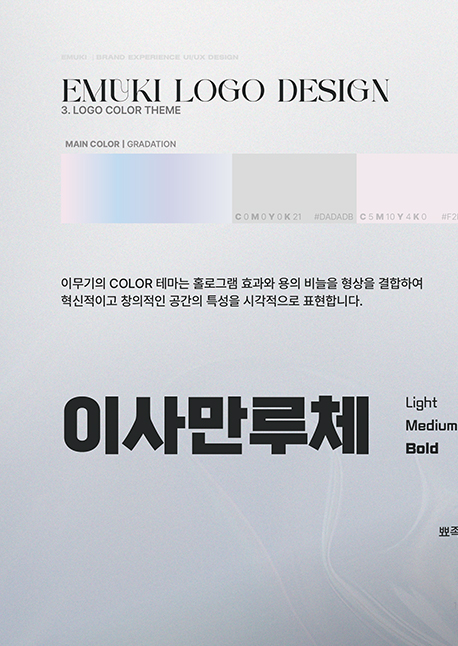 EMUKI . BRAND EXPERIENCE UI/UX DESIGN
EMUKI LOGO DESIGN
3. LOGO COLOR THEME
MAIN COLOR | GRADATION
C 0 M 0 Y 0 K 21 #DADADB C 5 M 10 Y 4 K 0 #F2
이무기의 COLOR 테마는 홀로그램 효과와 용의 비늘을 형상을 결합하여
혁신적이고 창의적인 공간의 특성을 시각적으로 표현합니다.
이사만루체
Light
Medium
Bold
뾰족